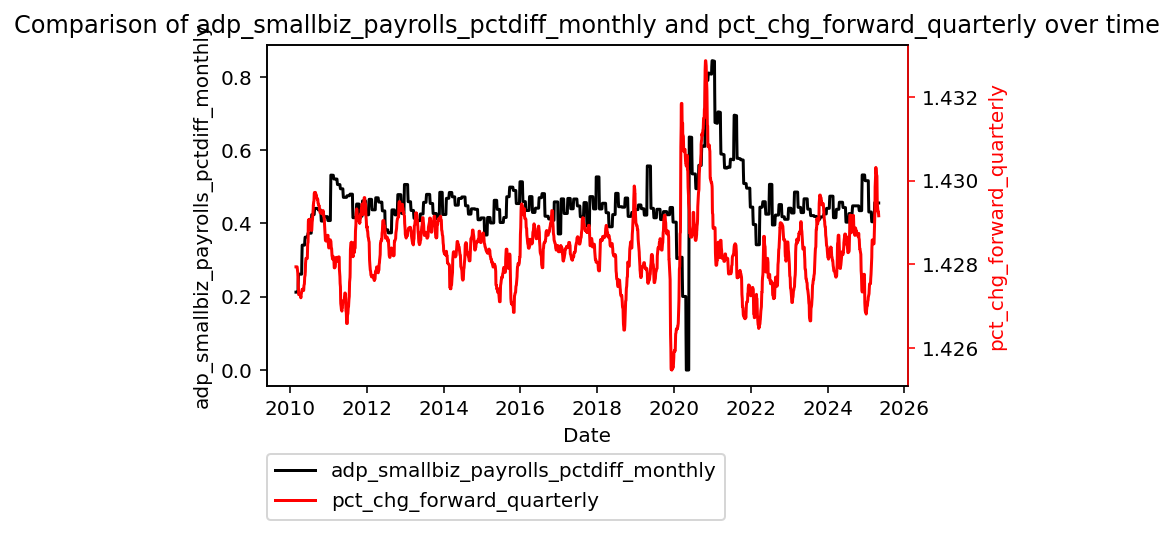 Comparison of adp_smallbiz_payrolls_pctdiff_monthly and pct_chg_forward_quarterly over time
adp_smallbiz_payrolls_pctdiff_monthly
0.8
0.6
0.4
0.2
0.0
1.432
1.430
1.428
1.426
pct_chg_forward_quarterly
2010 2012 2014 2016 2018 2020 2022 2024 2026
Date
adp_smallbiz_payrolls_pctdiff_monthly
pct_chg_forward_quarterly